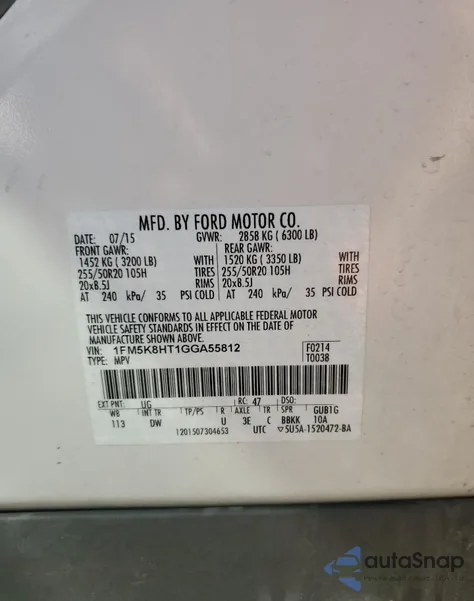 MFD. BY FORD MOTOR CO.
DATE: 07/15 GVWR: 2858 KG ( 6300 LB)
FRONT GAWR: REAR GAWR:
1452 KG ( 3200 LB) WITH 1520 KG ( 3350 LB) WITH
255/50R20 105H TIRES 255/50R20 105H TIRES
20x8.5J RIMS 20x8.5J RIMS
AT 240 kPa/ 35 PSI COLD AT 240 kPa/ 35 PSI COLD
THIS VEHICLE CONFORMS TO ALL APPLICABLE FEDERAL MOTOR
VEHICLE SAFETY STANDARDS IN EFFECT ON THE DATE OF
MANUFACTURE SHOWN ABOVE.
VIN: 1FM5K8HT1GGA55812 F0214
TYPE: MPV T0038
EXT PNT: UG RC: 47 DSO:
WB INT TR TP/PS R AXLE TR SPR GUB1G
113 DW U 3E C BBKK 10A
1201507304653 UTC 5U5A-1520472-BA
autoSnap